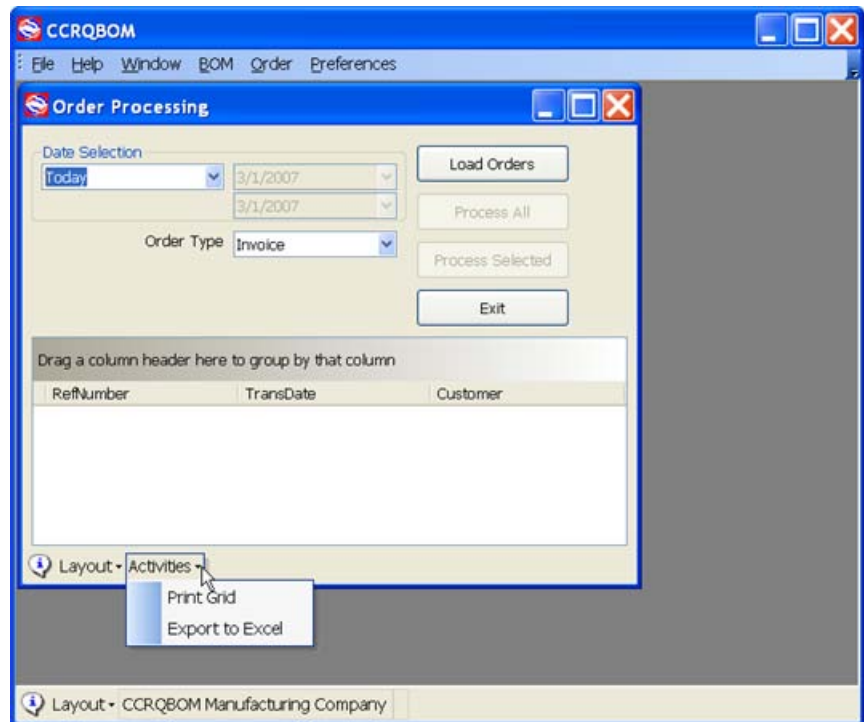 CCRQBOM
File Help Window BOM Order Preferences
Order Processing
Date Selection
Today 3/1/2007
3/1/2007
Order Type Invoice
Load Orders
Process All
Process Selected
Exit
Drag a column header here to group by that column
RefNumber TransDate Customer
Layout Activities
Print Grid
Export to Excel
Layout CCRQBOM Manufacturing Company